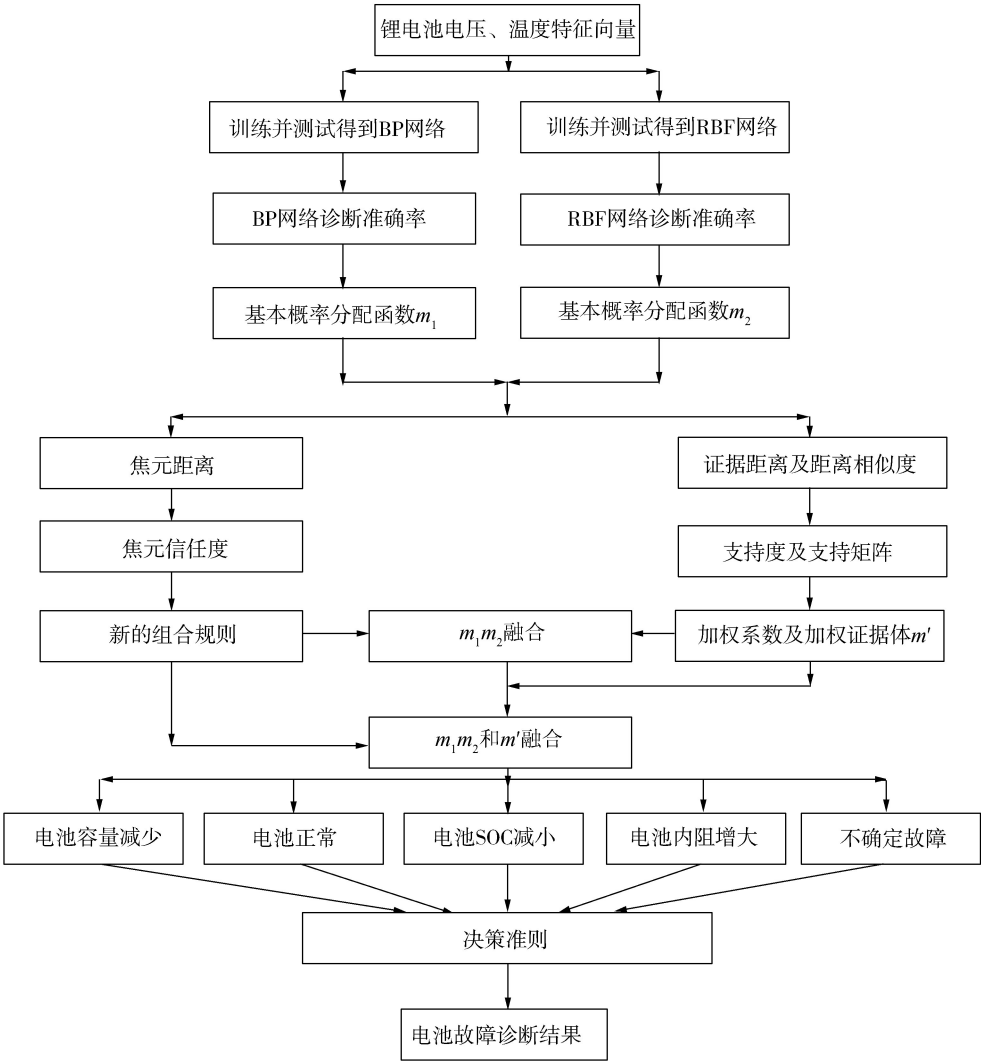 锂电池电压、温度特征向量
训练并测试得到BP网络
训练并测试得到RBF网络
BP网络诊断准确率
RBF网络诊断准确率
基本概率分配函数m₁
基本概率分配函数m₂
焦元距离
证据距离及距离相似度
焦元信任度
支持度及支持矩阵
新的组合规则
m₁m₂融合
加权系数及加权证据体m′
m₁m₂和m′融合
电池容量减少
电池正常
电池SOC减小
电池内阻增大
不确定故障
决策准则
电池故障诊断结果